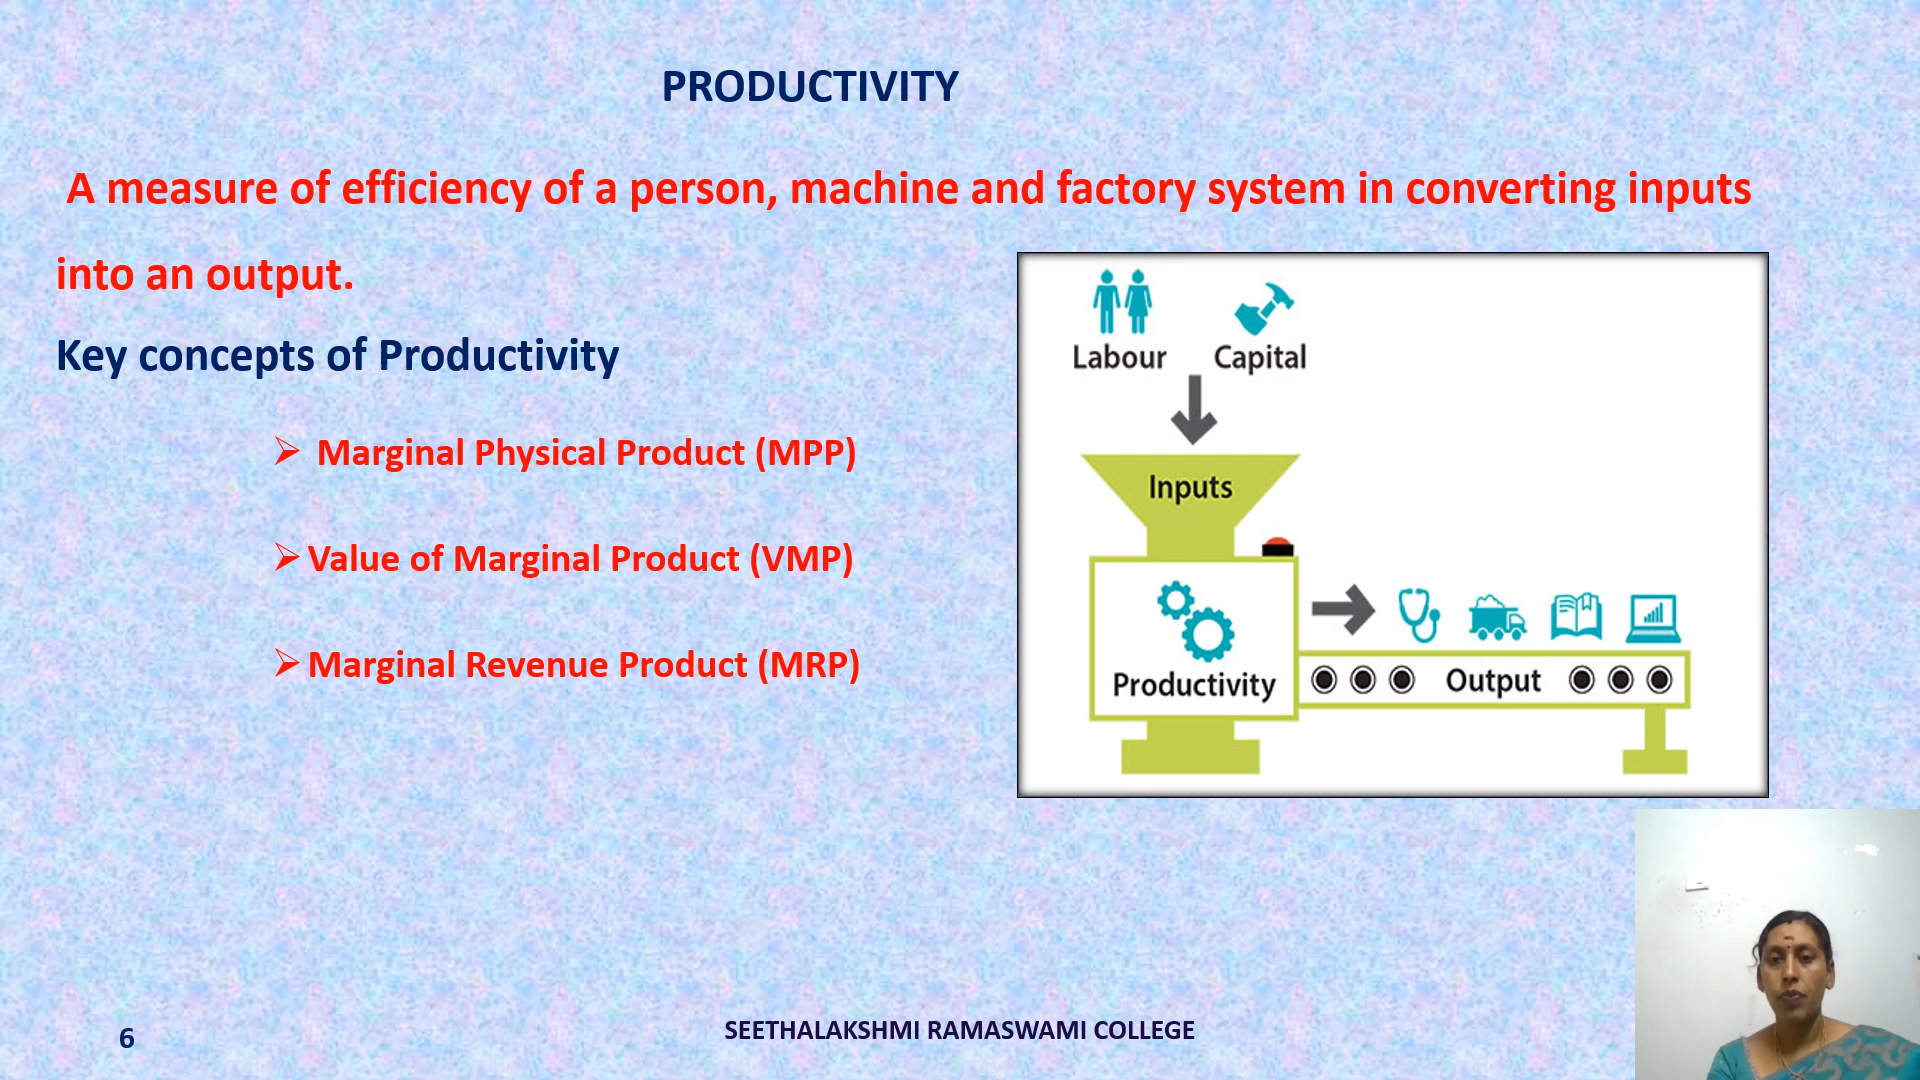 PRODUCTIVITY
A measure of efficiency of a person, machine and factory system in converting inputs
into an output.
Key concepts of Productivity
Marginal Physical Product (MPP)
Value of Marginal Product (VMP)
Marginal Revenue Product (MRP)
Labour Capital
Inputs
Productivity
Output
6
SEETHALAKSHMI RAMASWAMI COLLEGE